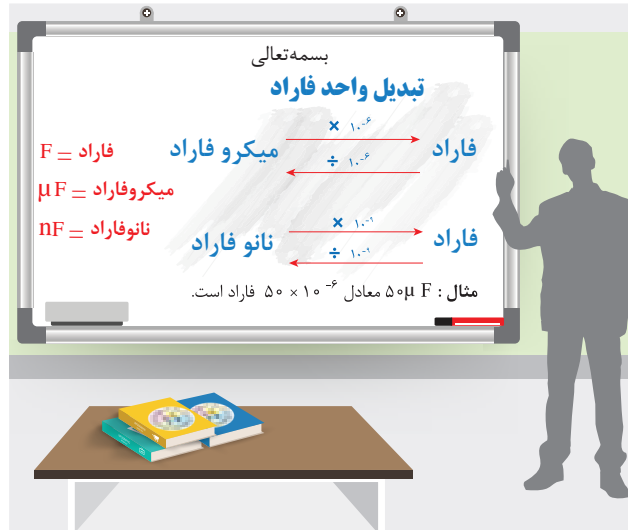 بسمه‌تعالی
تبدیل واحد فاراد
× ۱۰⁻⁶
فاراد میکرو فاراد
÷ ۱۰⁻⁶
× ۱۰⁻⁹
فاراد نانو فاراد
÷ ۱۰⁻⁹
فاراد = F
میکروفاراد = µF
نانوفاراد = nF
مثال : ۵۰µ F معادل ۵۰ × ۱۰⁻⁶ فاراد است.